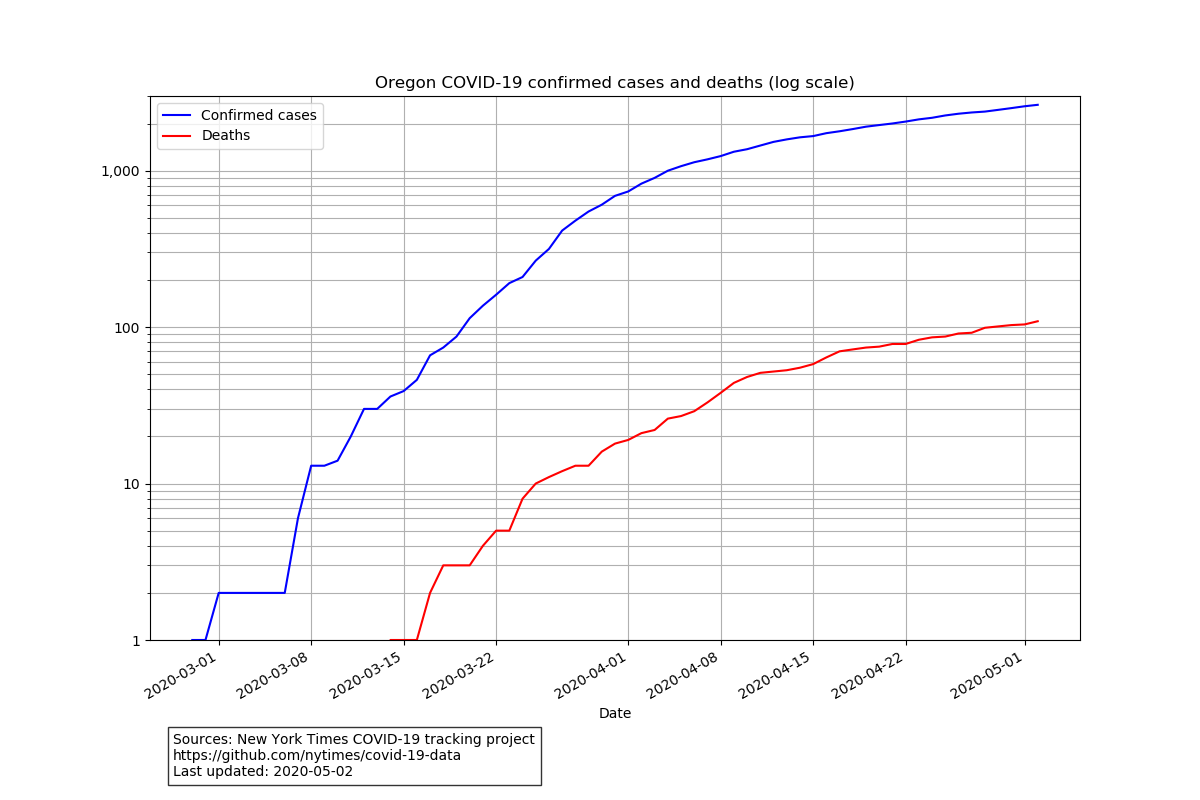 Oregon COVID-19 confirmed cases and deaths (log scale)
Confirmed cases
Deaths
1,000
100
10
1
2020-03-01
2020-03-08
2020-03-15
2020-03-22
2020-04-01
2020-04-08
2020-04-15
2020-04-22
2020-05-01
Date
Sources: New York Times COVID-19 tracking project
https://github.com/nytimes/covid-19-data
Last updated: 2020-05-02